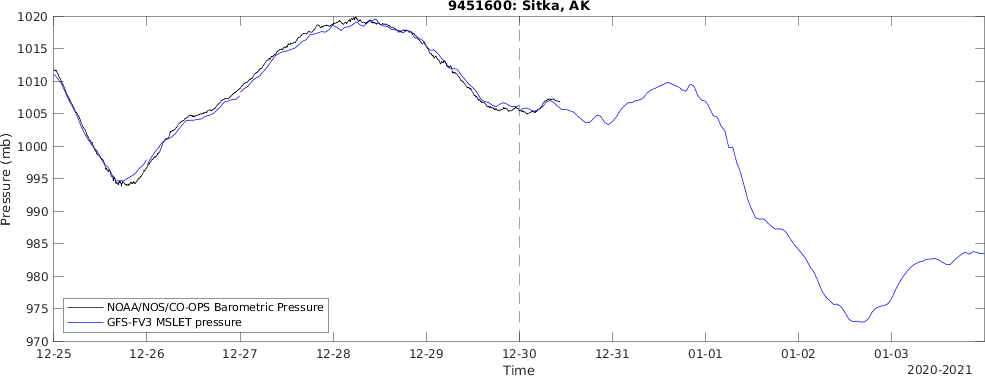 9451600: Sitka, AK
1020
1015
1010
1005
1000
995
990
985
980
975
970
Pressure (mb)
NOAA/NOS/CO-OPS Barometric Pressure
GFS-FV3 MSLET pressure
12-25 12-26 12-27 12-28 12-29 12-30 12-31 01-01 01-02 01-03
Time
2020-2021